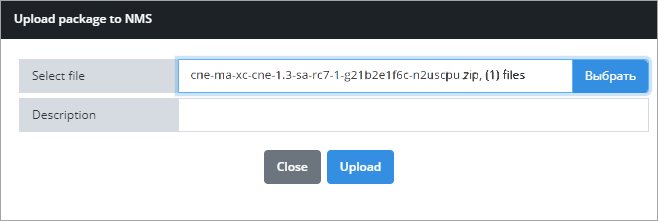 Upload package to NMS
Select file cne-ma-xc-cne-1.3-sa-rc7-1-g21b2e1f6c-n2uscpu.zip, (1) files Выбрать
Description
Close Upload